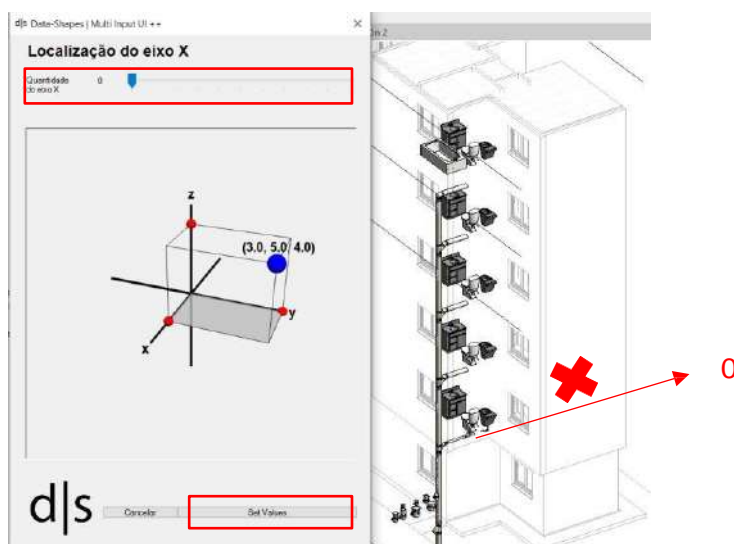 d|s Data-Shapes | Multi Input UI ++
Localização do eixo X
Quantidade
do eixo X
0
z
(3.0, 5.0, 4.0)
y
x
d|s
Cancelar
Set Values
0